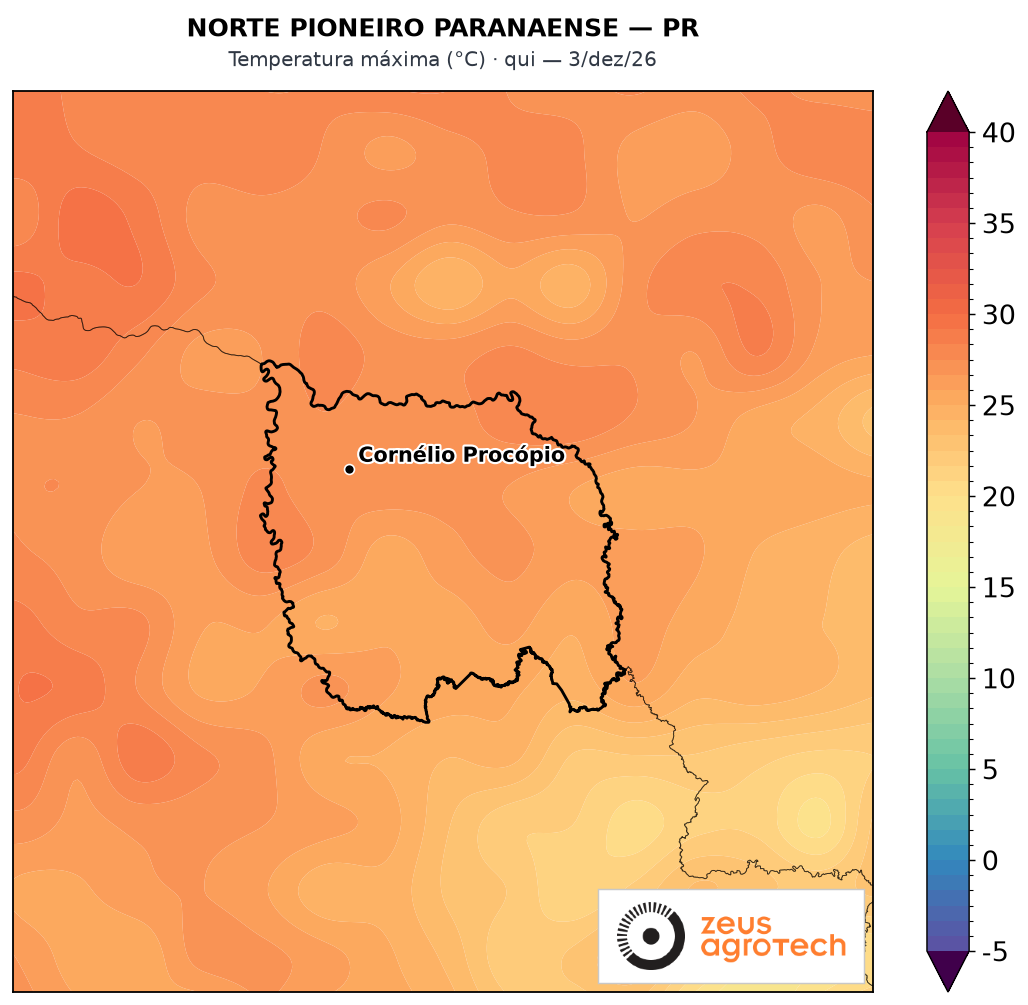 NORTE PIONEIRO PARANAENSE — PR
Temperatura máxima (°C) · qui — 3/dez/26
40
35
30
25
20
15
10
5
0
-5
Cornélio Procópio
zeus
agrotech